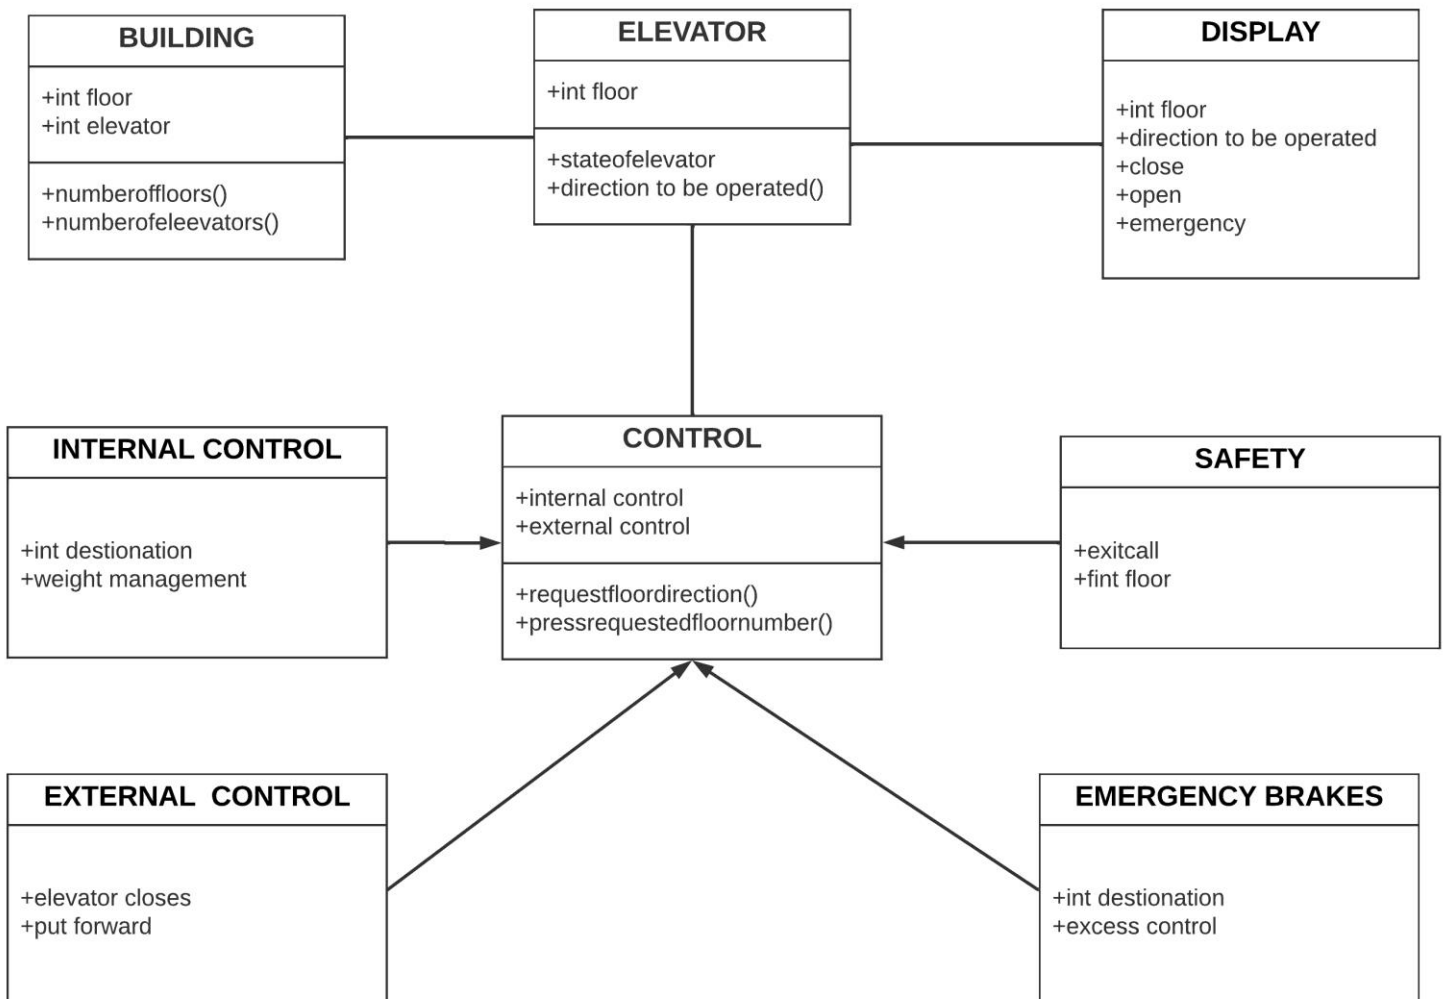 BUILDING
+int floor
+int elevator
+numberoffloors()
+numberofeleevators()
ELEVATOR
+int floor
+stateofelevator
+direction to be operated()
DISPLAY
+int floor
+direction to be operated
+close
+open
+emergency
INTERNAL CONTROL
+int destionation
+weight management
CONTROL
+internal control
+external control
+requestfloordirection()
+pressrequestedfloornumber()
SAFETY
+exitcall
+fint floor
EXTERNAL  CONTROL
+elevator closes
+put forward
EMERGENCY BRAKES
+int destionation
+excess control